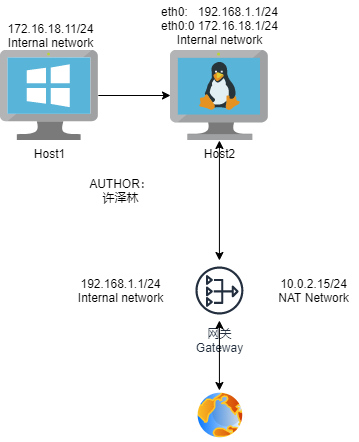 172.16.18.11/24
Internal network
eth0: 192.168.1.1/24
eth0:0 172.16.18.1/24
Internal network
Host1
Host2
AUTHOR：
许泽林
192.168.1.1/24
Internal network
10.0.2.15/24
NAT Network
网关
Gateway